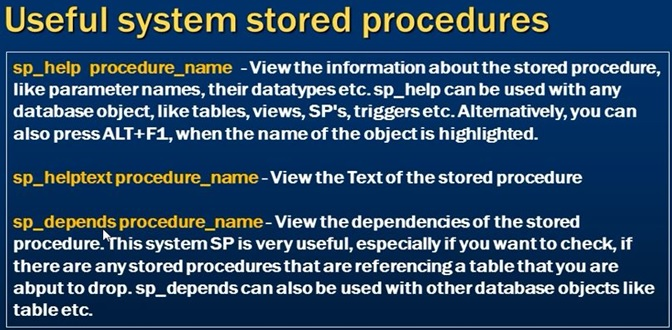 Useful system stored procedures
sp_help procedure_name - View the information about the stored procedure,
like parameter names, their datatypes etc. sp_help can be used with any
database object, like tables, views, SP's, triggers etc. Alternatively, you can
also press ALT+F1, when the name of the object is highlighted.
sp_helptext procedure_name - View the Text of the stored procedure
sp_depends procedure_name - View the dependencies of the stored
procedure. This system SP is very useful, especially if you want to check, if
there are any stored procedures that are referencing a table that you are
abput to drop. sp_depends can also be used with other database objects like
table etc.